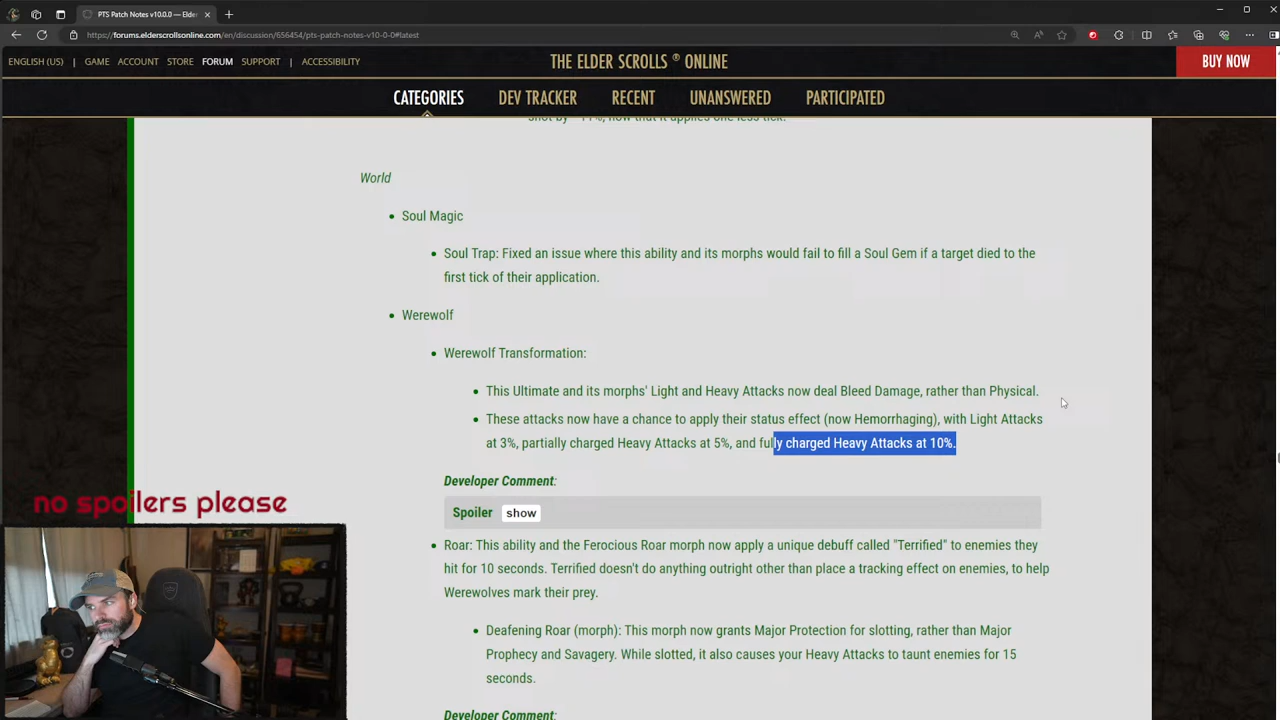 PTS Patch Notes v10.0.0 — Elder
https://forums.elderscrollsonline.com/en/discussion/656454/pts-patch-notes-v10-0-0#latest
ENGLISH (US) | GAME ACCOUNT STORE FORUM SUPPORT | ACCESSIBILITY
THE ELDER SCROLLS ® ONLINE
BUY NOW
CATEGORIES DEV TRACKER RECENT UNANSWERED PARTICIPATED
shot by ~11%, now that it applies one less tick.
World
• Soul Magic
• Soul Trap: Fixed an issue where this ability and its morphs would fail to fill a Soul Gem if a target died to the
first tick of their application.
• Werewolf
• Werewolf Transformation:
• This Ultimate and its morphs' Light and Heavy Attacks now deal Bleed Damage, rather than Physical.
• These attacks now have a chance to apply their status effect (now Hemorrhaging), with Light Attacks
at 3%, partially charged Heavy Attacks at 5%, and fully charged Heavy Attacks at 10%.
Developer Comment:
Spoiler show
• Roar: This ability and the Ferocious Roar morph now apply a unique debuff called "Terrified" to enemies they
hit for 10 seconds. Terrified doesn't do anything outright other than place a tracking effect on enemies, to help
Werewolves mark their prey.
• Deafening Roar (morph): This morph now grants Major Protection for slotting, rather than Major
Prophecy and Savagery. While slotted, it also causes your Heavy Attacks to taunt enemies for 15
seconds.
Developer Comment:
no spoilers please